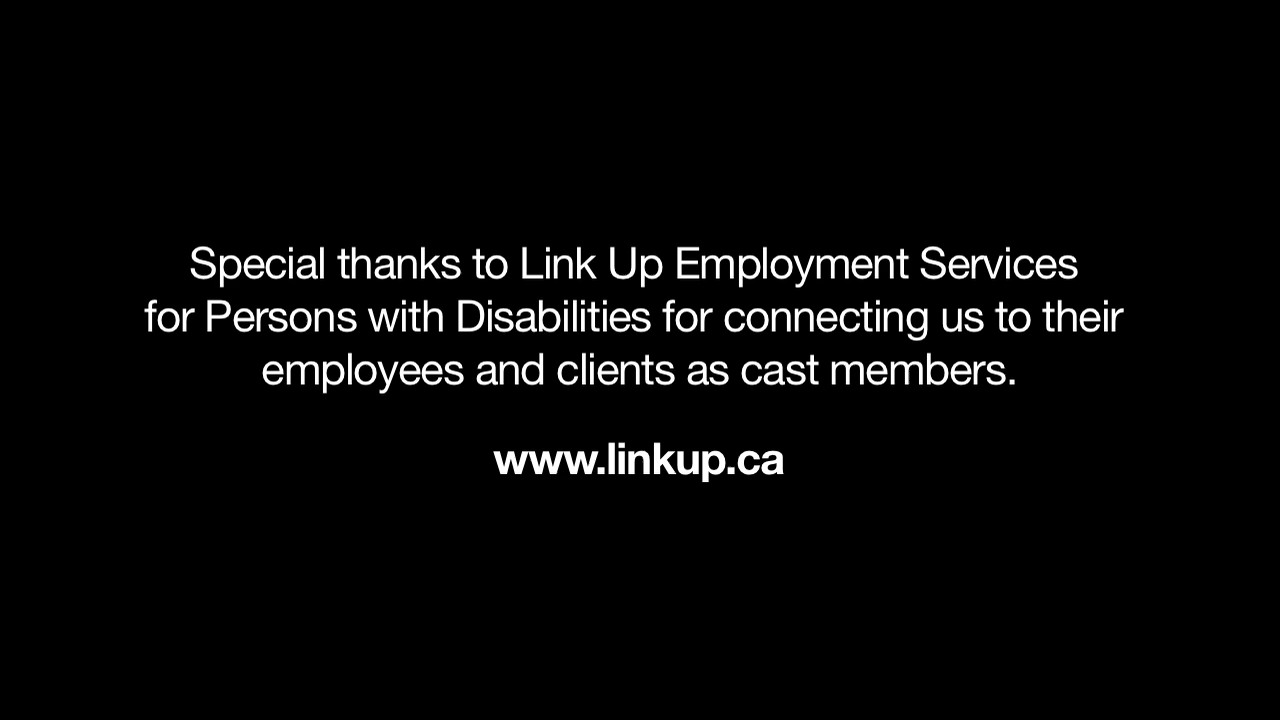 Special thanks to Link Up Employment Services
for Persons with Disabilities for connecting us to their
employees and clients as cast members.
www.linkup.ca